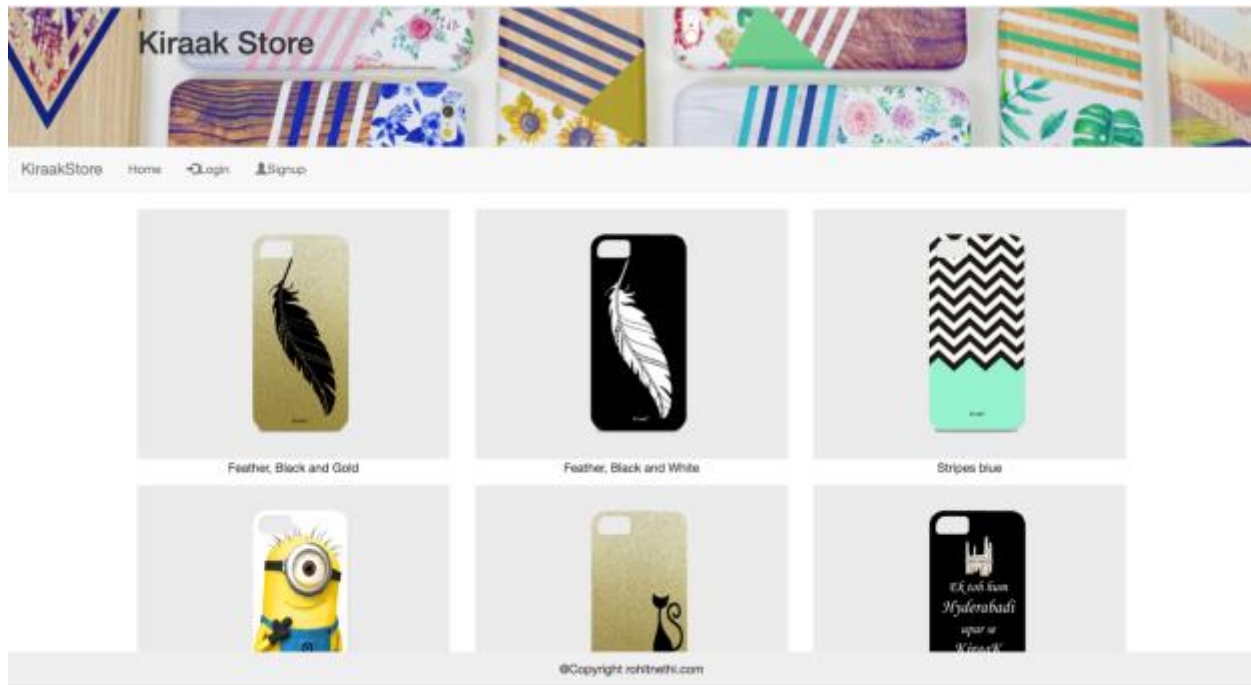 Kiraak Store
KiraakStore Home Login Signup
Feather, Black and Gold
Feather, Black and White
Stripes blue
Ek toh hum
Hyderabadi
upar se
KiraaK
@Copyright rohitnethi.com